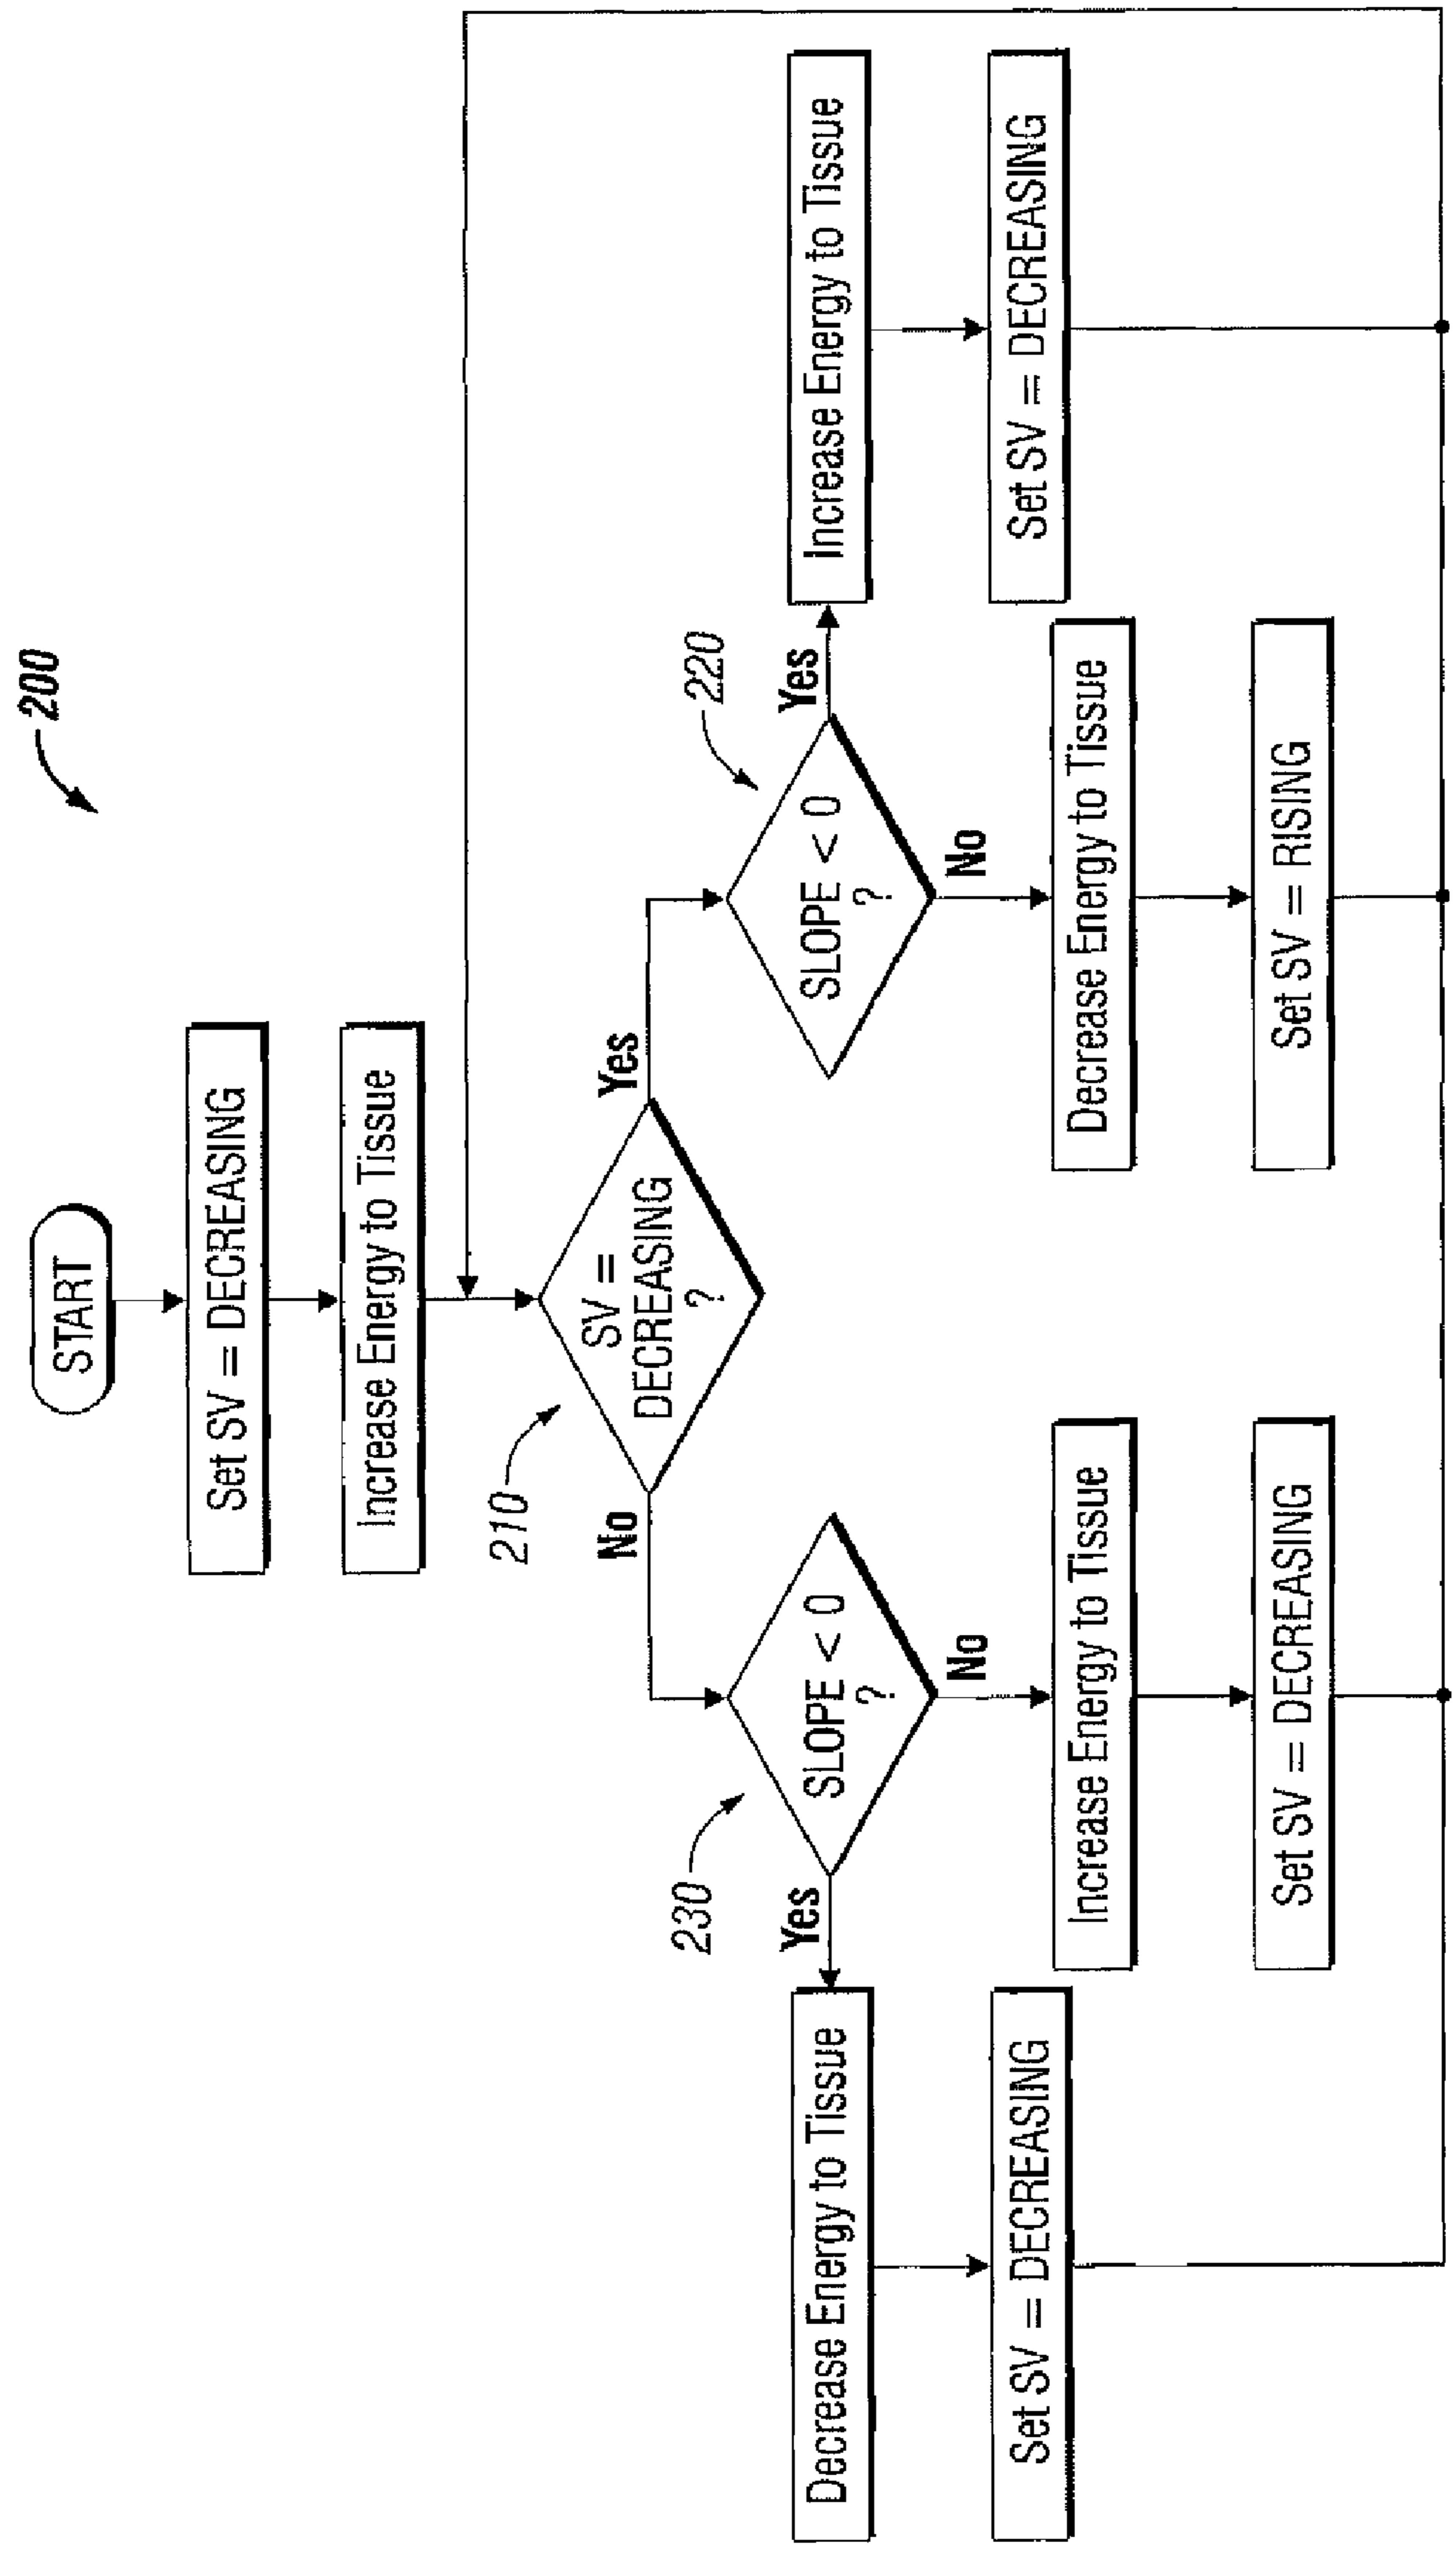 200
START
Set SV = DECREASING
Increase Energy to Tissue
210
SV =
DECREASING
?
No
Yes
230
SLOPE < 0
?
Yes
No
220
SLOPE < 0
?
Yes
No
Decrease Energy to Tissue
Set SV = DECREASING
Increase Energy to Tissue
Set SV = DECREASING
Decrease Energy to Tissue
Set SV = RISING
Increase Energy to Tissue
Set SV = DECREASING